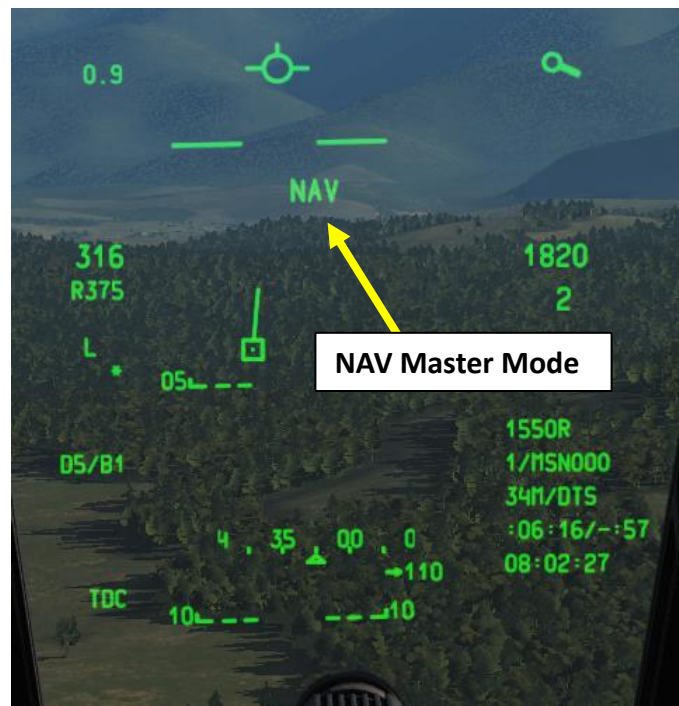 0.9
NAV
316
1820
R375
2
L
*
NAV Master Mode
05
1550R
D5/B1
1/MSN000
34M/DTS
:06:16/-:57
4 . 35 . 00 . 0
→110
08:02:27
TDC
10
10